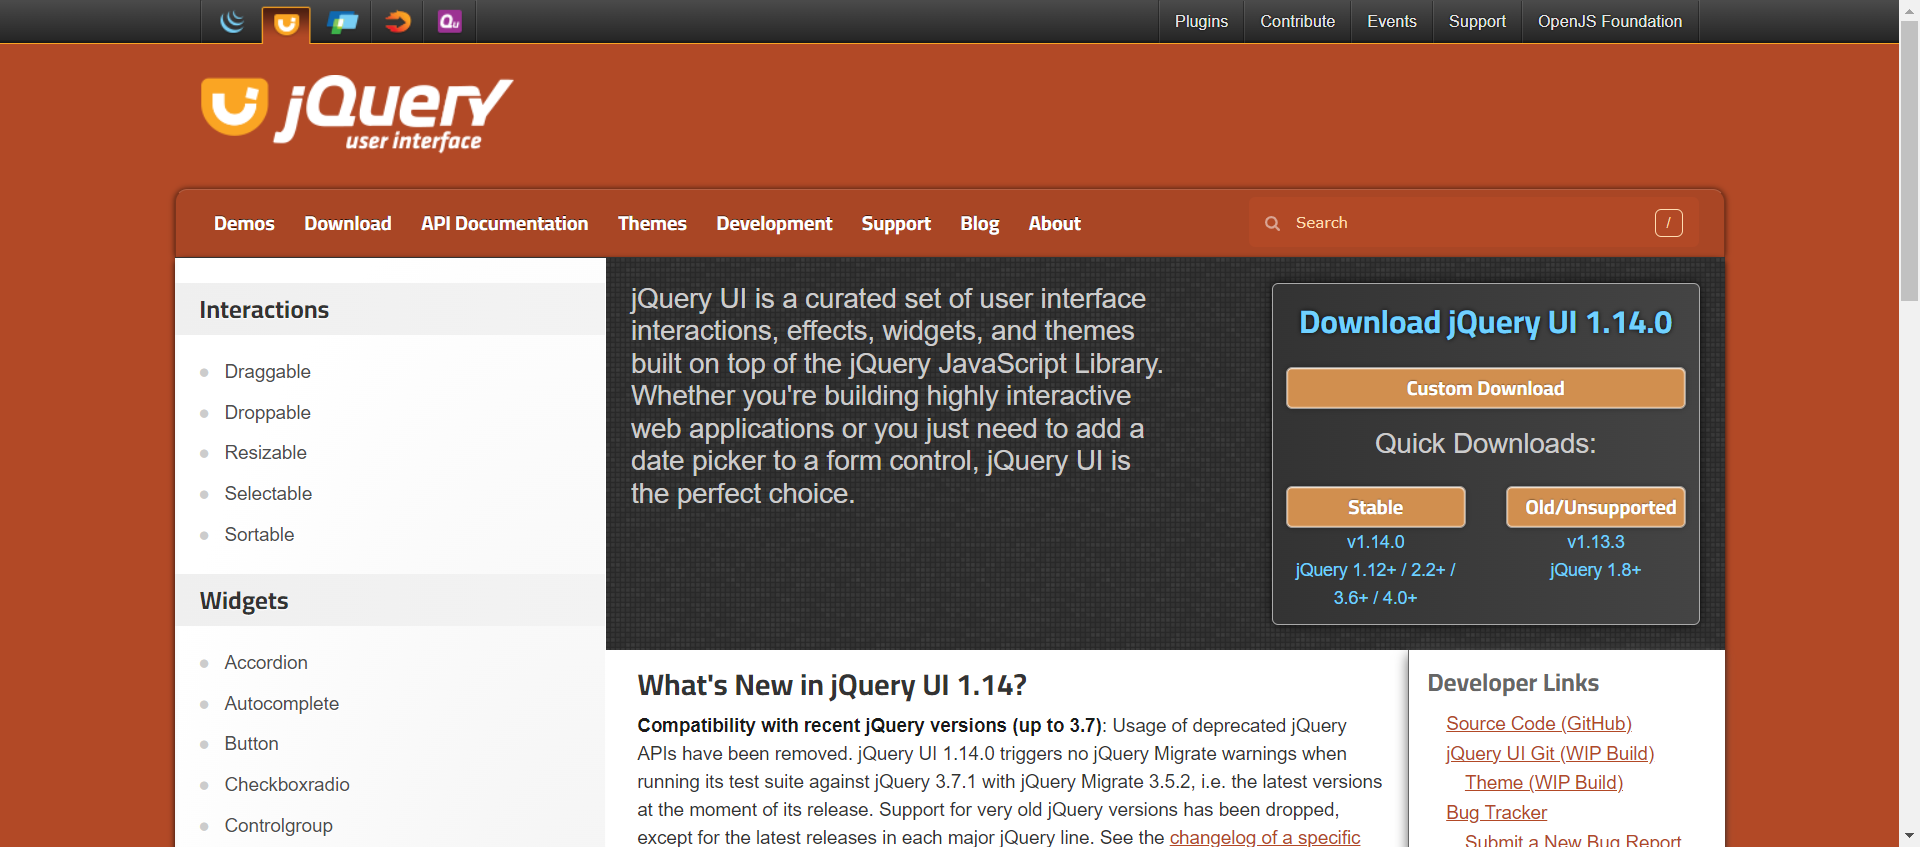 Qu
Plugins Contribute Events Support OpenJS Foundation
jQuery
user interface
Demos Download API Documentation Themes Development Support Blog About Search /
Interactions
Draggable
Droppable
Resizable
Selectable
Sortable
Widgets
Accordion
Autocomplete
Button
Checkboxradio
Controlgroup
jQuery UI is a curated set of user interface
interactions, effects, widgets, and themes
built on top of the jQuery JavaScript Library.
Whether you're building highly interactive
web applications or you just need to add a
date picker to a form control, jQuery UI is
the perfect choice.
Download jQuery UI 1.14.0
Custom Download
Quick Downloads:
Stable
v1.14.0
jQuery 1.12+ / 2.2+ /
3.6+ / 4.0+
Old/Unsupported
v1.13.3
jQuery 1.8+
What's New in jQuery UI 1.14?
Compatibility with recent jQuery versions (up to 3.7): Usage of deprecated jQuery
APIs have been removed. jQuery UI 1.14.0 triggers no jQuery Migrate warnings when
running its test suite against jQuery 3.7.1 with jQuery Migrate 3.5.2, i.e. the latest versions
at the moment of its release. Support for very old jQuery versions has been dropped,
except for the latest releases in each major jQuery line. See the changelog of a specific
Developer Links
Source Code (GitHub)
jQuery UI Git (WIP Build)
Theme (WIP Build)
Bug Tracker
Submit a New Bug Report